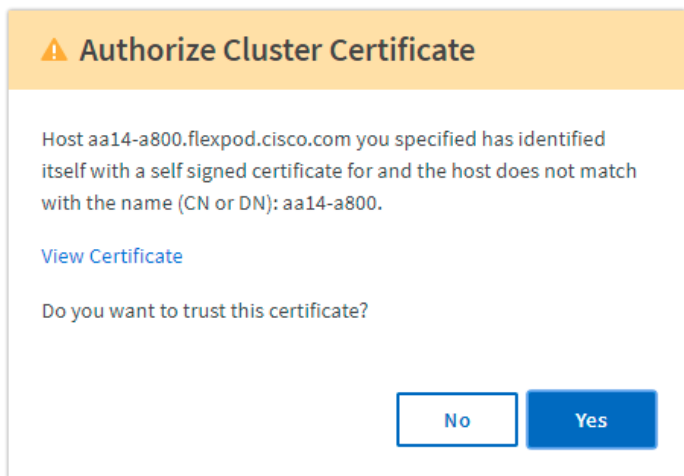 Authorize Cluster Certificate
Host aa14-a800.flexpod.cisco.com you specified has identified
itself with a self signed certificate for and the host does not match
with the name (CN or DN): aa14-a800.
View Certificate
Do you want to trust this certificate?
No
Yes